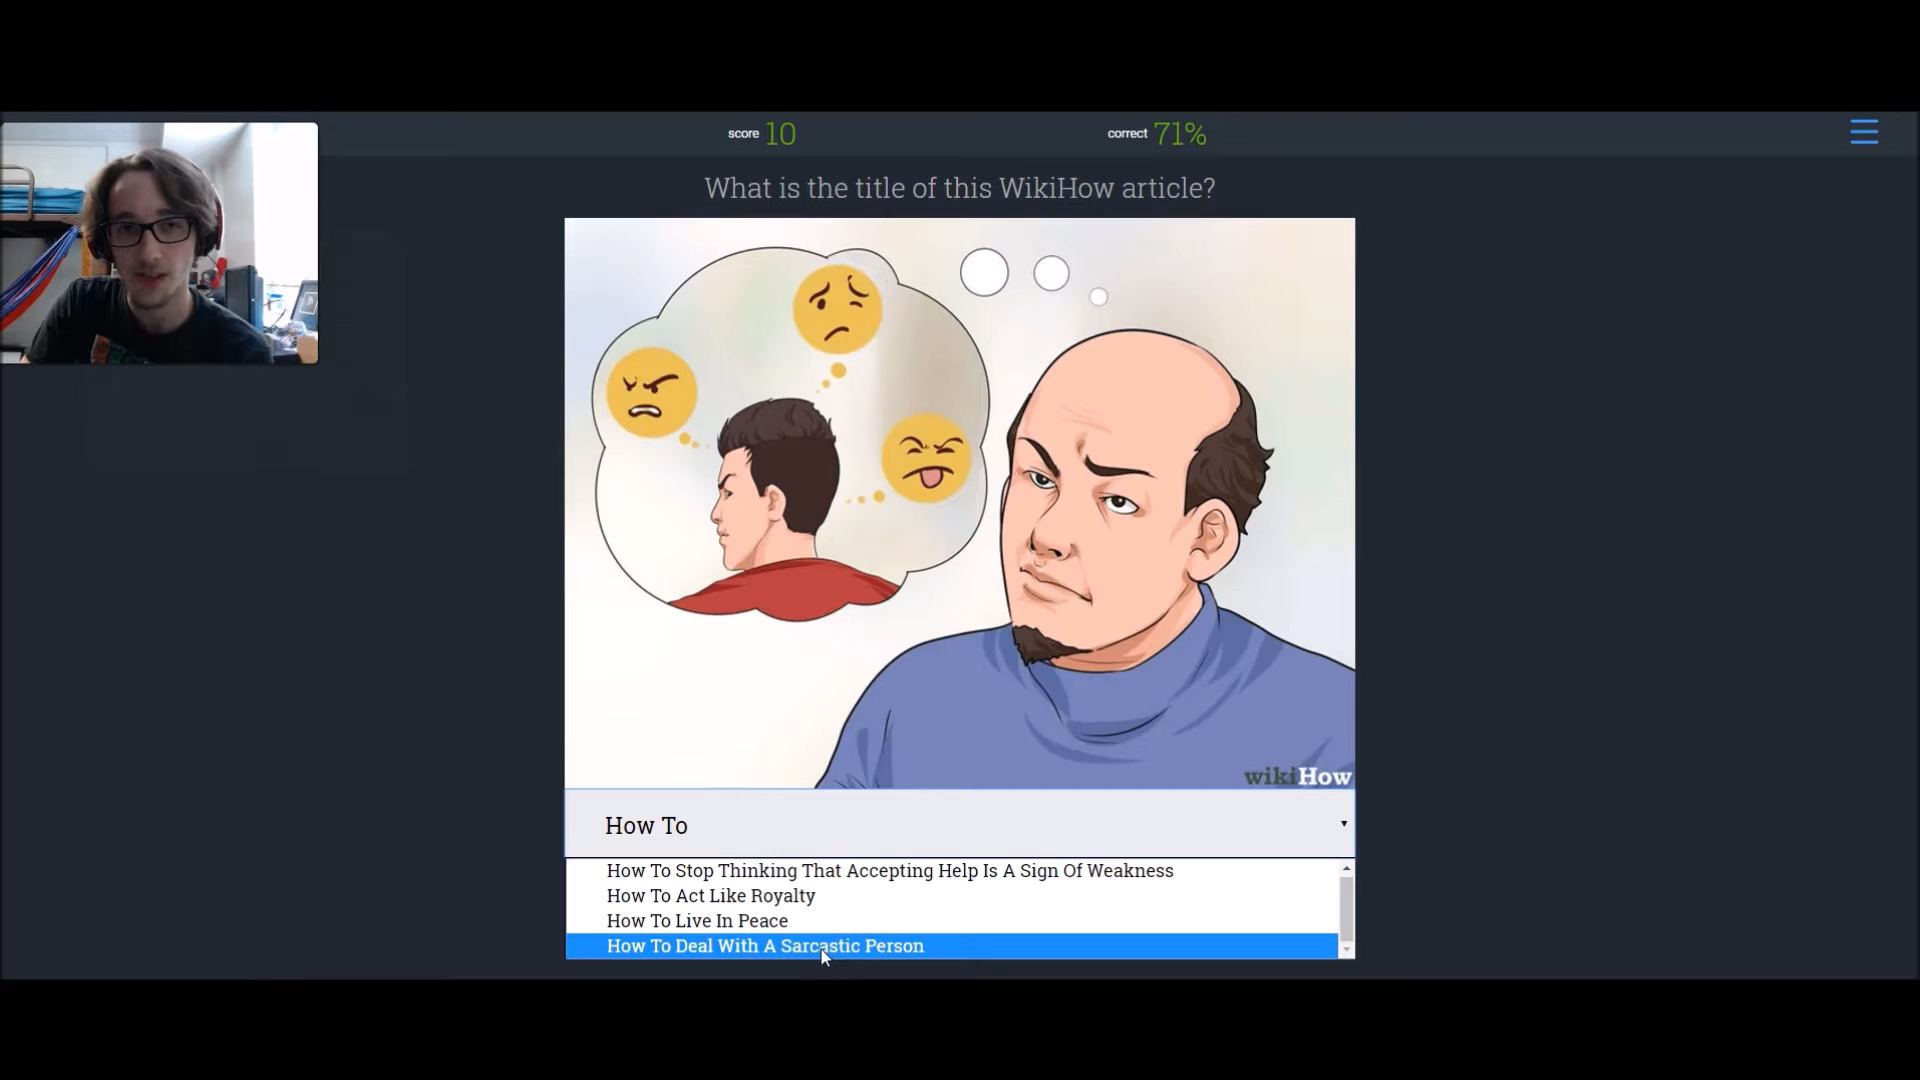 score 10
correct 71%
What is the title of this WikiHow article?
wikiHow
How To
How To Stop Thinking That Accepting Help Is A Sign Of Weakness
How To Act Like Royalty
How To Live In Peace
How To Deal With A Sarcastic Person